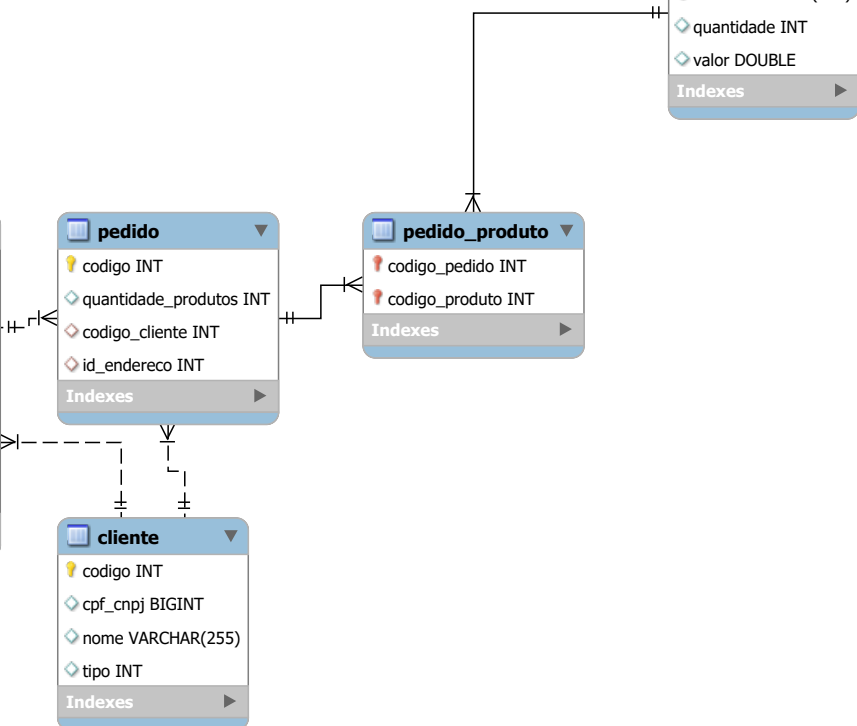 quantidade INT
valor DOUBLE
Indexes
pedido
codigo INT
quantidade_produtos INT
codigo_cliente INT
id_endereco INT
Indexes
pedido_produto
codigo_pedido INT
codigo_produto INT
Indexes
cliente
codigo INT
cpf_cnpj BIGINT
nome VARCHAR(255)
tipo INT
Indexes